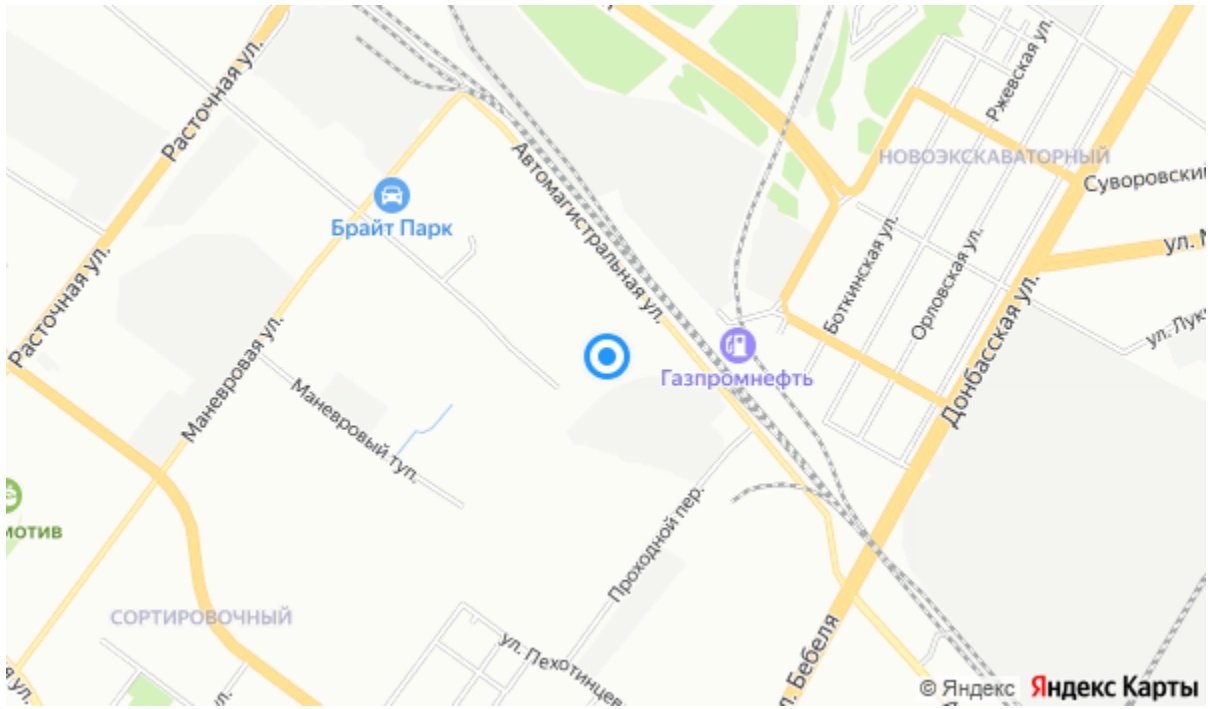 Расточная ул.
Ржевская ул.
НОВОЭКСКАВАТОРНЫЙ
Автомагистральная ул.
Суворовский
Брайт Парк
Боткинская ул.
Орловская ул.
ул.
Расточная ул.
Донбасская ул.
ул. Лук
Маневровая ул.
Газпромнефть
Маневровый туп.
мотив
Проходной пер.
СОРТИРОВОЧНЫЙ
ул. Пехотинцев
л. Бебеля
я ул.
ул.
© Яндекс Яндекс Карты